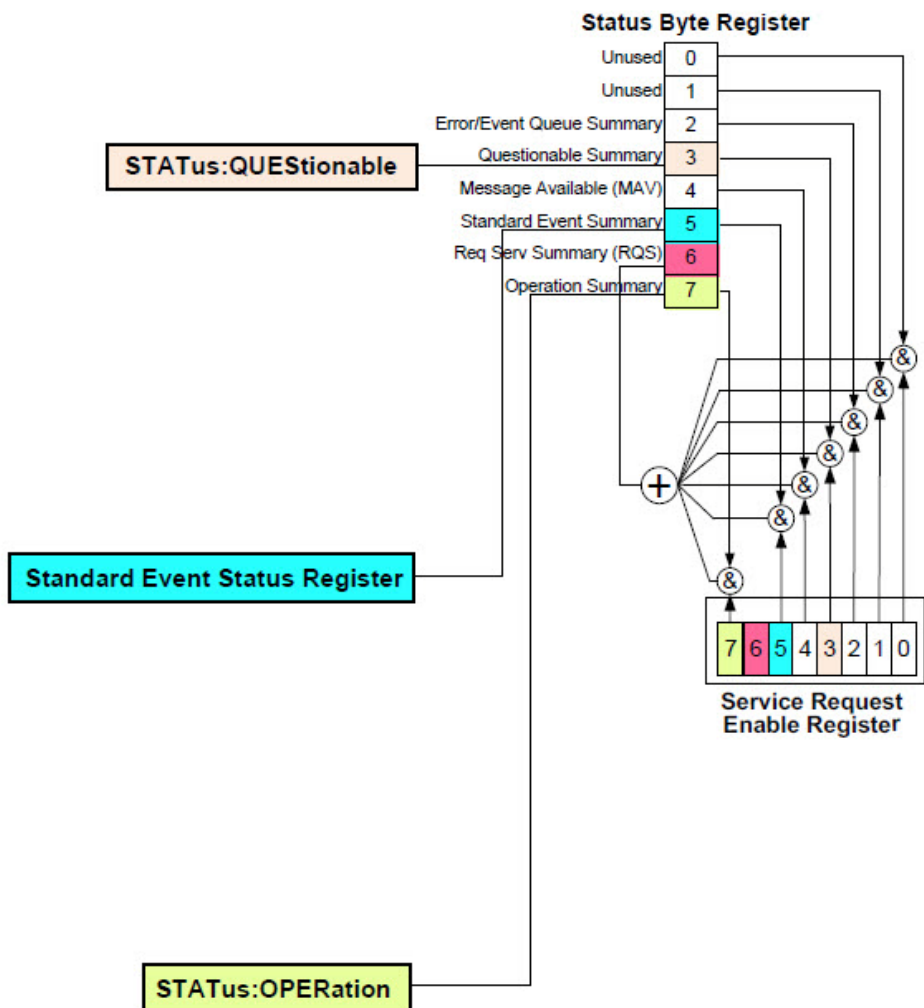 Status Byte Register
Unused 0
Unused 1
Error/Event Queue Summary 2
STATus:QUEStionable
Questionable Summary 3
Message Available (MAV) 4
Standard Event Summary 5
Req Serv Summary (RQS) 6
Operation Summary 7
&
&
&
&
+
&
&
Standard Event Status Register
&
7 6 5 4 3 2 1 0
Service Request
Enable Register
STATus:OPERation